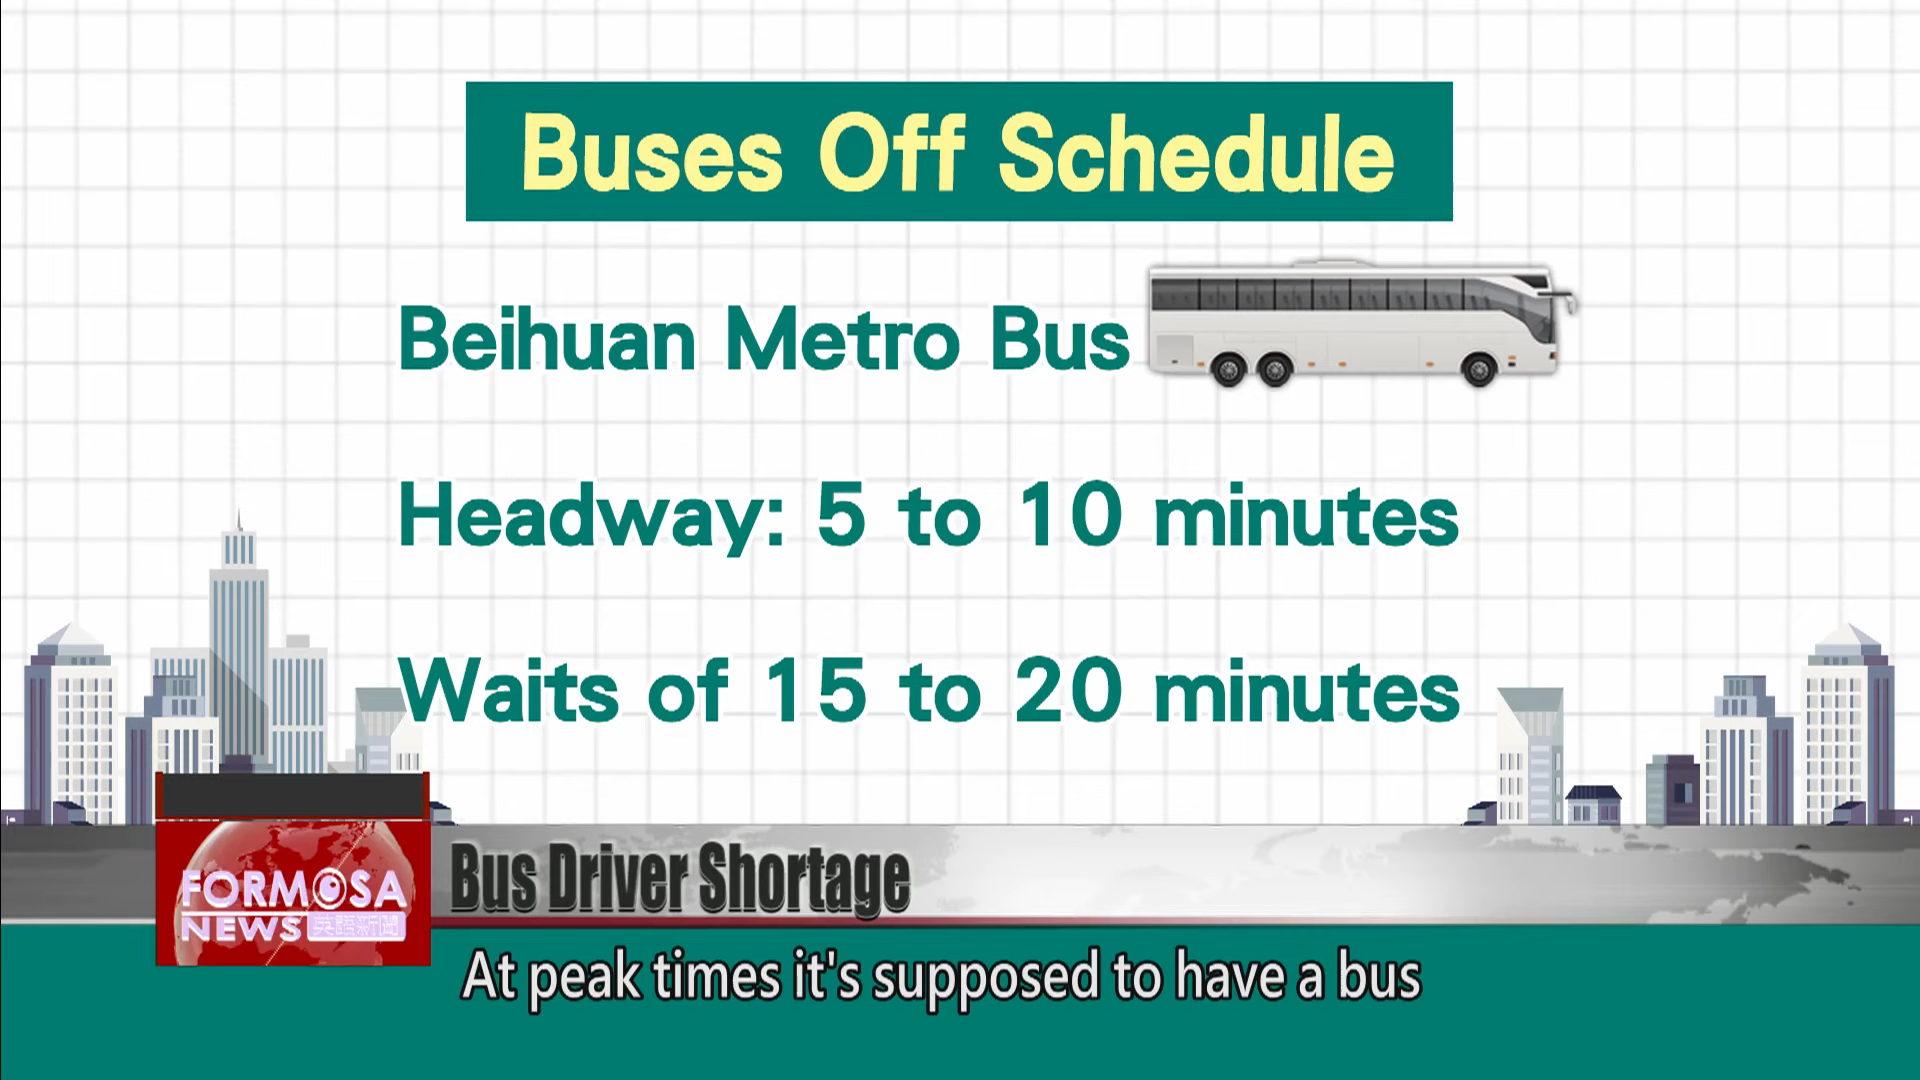 Buses Off Schedule
Beihuan Metro Bus
Headway: 5 to 10 minutes
Waits of 15 to 20 minutes
Bus Driver Shortage
FORMOSA
NEWS 英語新聞
At peak times it's supposed to have a bus